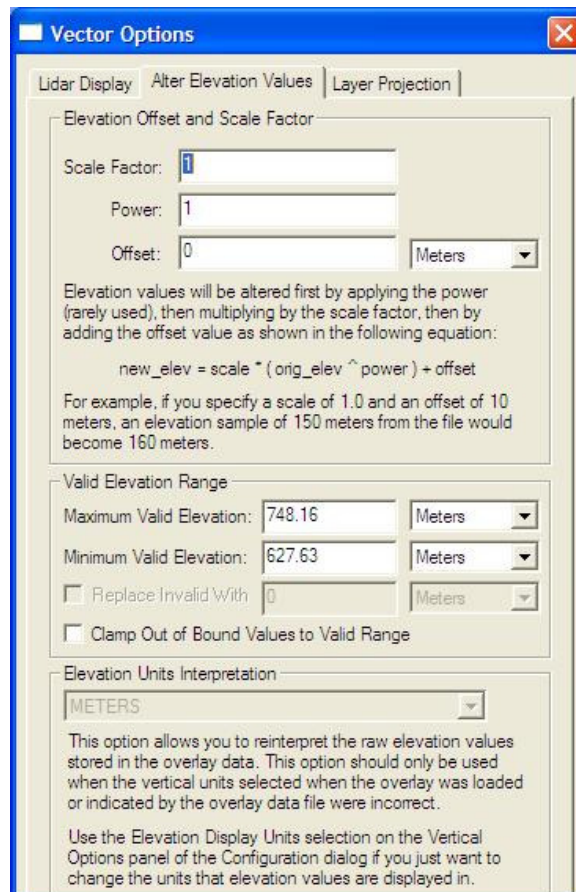 Vector Options
Lidar Display Alter Elevation Values Layer Projection
Elevation Offset and Scale Factor
Scale Factor: 1
Power: 1
Offset: 0 Meters
Elevation values will be altered first by applying the power
(rarely used), then multiplying by the scale factor, then by
adding the offset value as shown in the following equation:
new_elev = scale * ( orig_elev ^ power ) + offset
For example, if you specify a scale of 1.0 and an offset of 10
meters, an elevation sample of 150 meters from the file would
become 160 meters.
Valid Elevation Range
Maximum Valid Elevation: 748.16 Meters
Minimum Valid Elevation: 627.63 Meters
Replace Invalid With 0 Meters
Clamp Out of Bound Values to Valid Range
Elevation Units Interpretation
METERS
This option allows you to reinterpret the raw elevation values
stored in the overlay data. This option should only be used
when the vertical units selected when the overlay was loaded
or indicated by the overlay data file were incorrect.
Use the Elevation Display Units selection on the Vertical
Options panel of the Configuration dialog if you just want to
change the units that elevation values are displayed in.